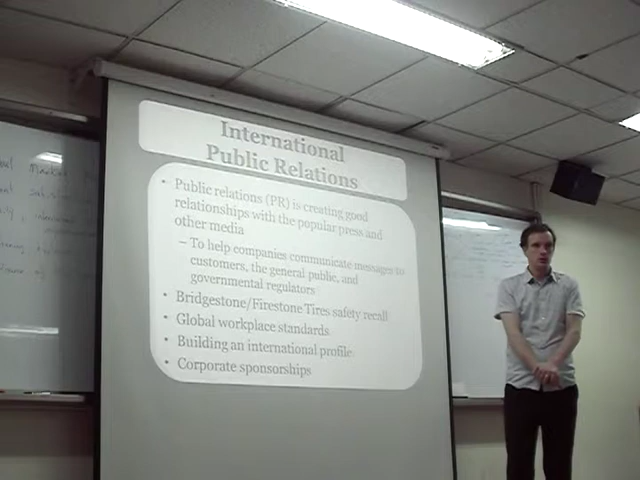 International
Public Relations
• Public relations (PR) is creating good
relationships with the popular press and
other media
– To help companies communicate messages to
customers, the general public, and
governmental regulators
• Bridgestone/Firestone Tires safety recall
• Global workplace standards
• Building an international profile
• Corporate sponsorships